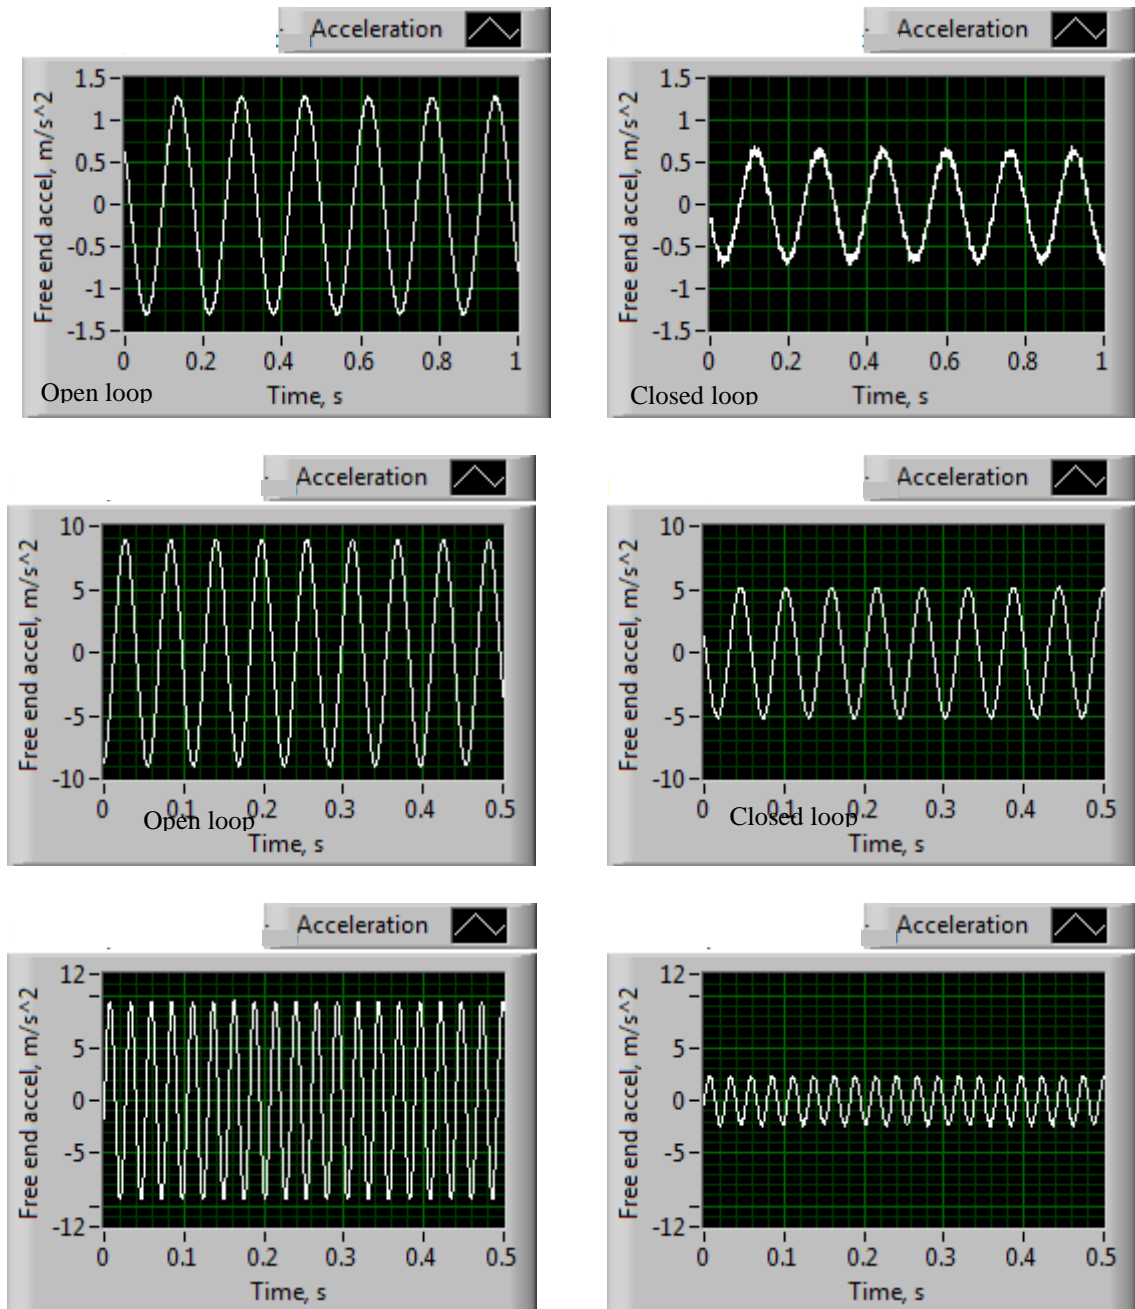 Acceleration
1.5
1
0.5
0
-0.5
-1
-1.5
Free end accel, m/s^2
0 0.2 0.4 0.6 0.8 1
Open loop
Time, s
Acceleration
1.5
1
0.5
0
-0.5
-1
-1.5
Free end accel, m/s^2
0 0.2 0.4 0.6 0.8 1
Closed loop
Time, s
Acceleration
10
5
0
-5
-10
Free end accel, m/s^2
0 0.1 0.2 0.3 0.4 0.5
Open loop
Time, s
Acceleration
10
5
0
-5
-10
Free end accel, m/s^2
0 0.1 0.2 0.3 0.4 0.5
Closed loop
Time, s
Acceleration
12
5
0
-5
-12
Free end accel, m/s^2
0 0.1 0.2 0.3 0.4 0.5
Time, s
Acceleration
12
5
0
-5
-12
Free end accel, m/s^2
0 0.1 0.2 0.3 0.4 0.5
Time, s